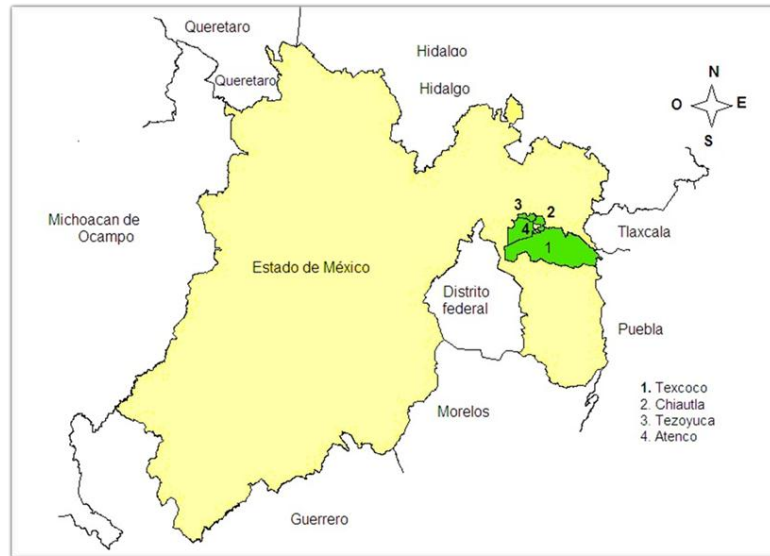 Queretaro
Hidalgo
Queretaro
Hidalgo
N
O
E
S
3
2
4
1
Michoacan de
Ocampo
Tlaxcala
Estado de México
Distrito
federal
Puebla
1. Texcoco
2. Chiautla
3. Tezoyuca
4. Atenco
Morelos
Guerrero